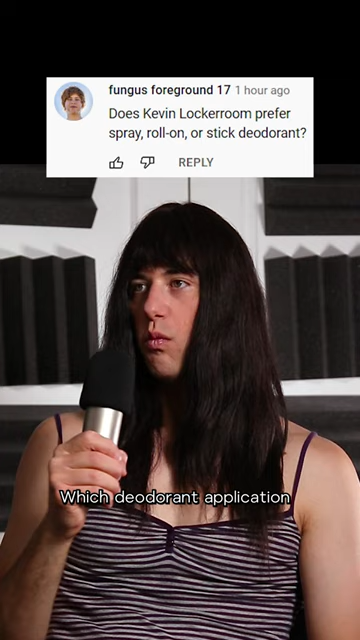 fungus foreground 17 1 hour ago
Does Kevin Lockerroom prefer
spray, roll-on, or stick deodorant?
REPLY
Which deodorant application